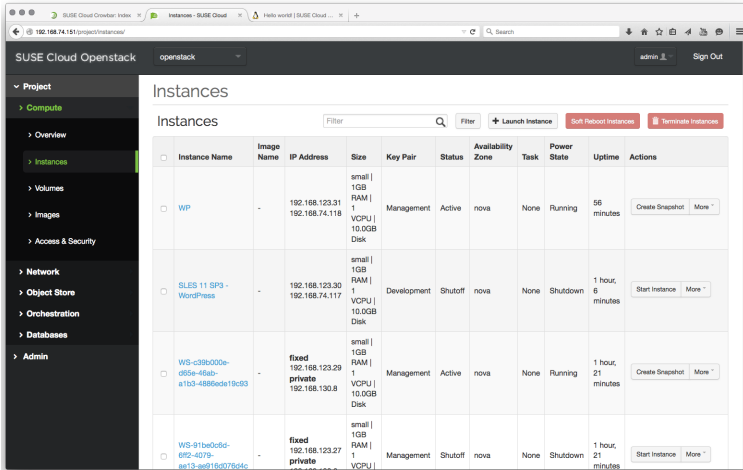 SUSE Cloud Crowbar: Index
Instances - SUSE Cloud
Hello world! | SUSE Cloud ...
192.168.74.151/project/instances/
Search
SUSE Cloud Openstack
openstack
admin
Sign Out
Project
Compute
Overview
Instances
Volumes
Images
Access & Security
Network
Object Store
Orchestration
Databases
Admin
Instances
Instances
Filter
Filter
+ Launch Instance
Soft Reboot Instances
Terminate Instances
Instance Name
Image
Name
IP Address
Size
Key Pair
Status
Availability
Zone
Task
Power
State
Uptime
Actions
WP
-
192.168.123.31
192.168.74.118
small |
1GB
RAM |
1
VCPU |
10.0GB
Disk
Management
Active
nova
None
Running
56
minutes
Create Snapshot
More
SLES 11 SP3 -
WordPress
-
192.168.123.30
192.168.74.117
small |
1GB
RAM |
1
VCPU |
10.0GB
Disk
Development
Shutoff
nova
None
Shutdown
1 hour,
6
minutes
Start Instance
More
WS-c39b000e-
d65e-46ab-
a1b3-4886ede19c93
-
fixed
192.168.123.29
private
192.168.130.8
small |
1GB
RAM |
1
VCPU |
10.0GB
Disk
Management
Active
nova
None
Running
1 hour,
21
minutes
Create Snapshot
More
WS-91be0c6d-
6ff2-4079-
ae13-ae916d076d4c
-
fixed
192.168.123.27
private
small |
1GB
RAM |
1
VCPU |
Management
Shutoff
nova
None
Shutdown
1 hour,
21
minutes
Start Instance
More